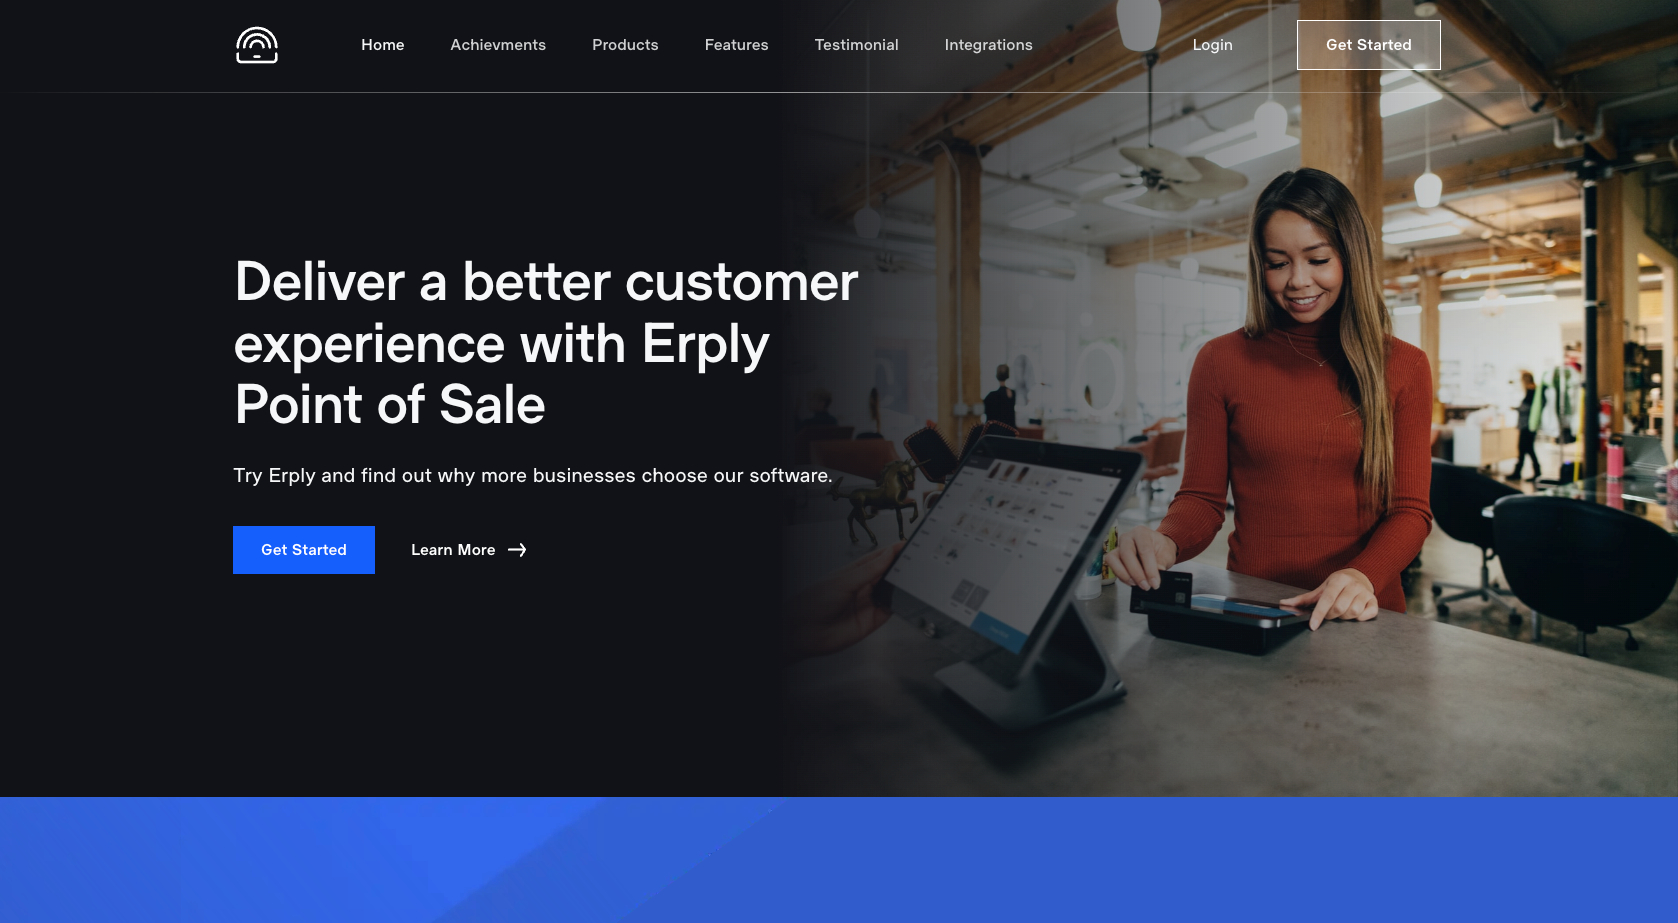 Home
Achievments
Products
Features
Testimonial
Integrations
Login
Get Started
Deliver a better customer
experience with Erply
Point of Sale
Try Erply and find out why more businesses choose our software.
Get Started
Learn More